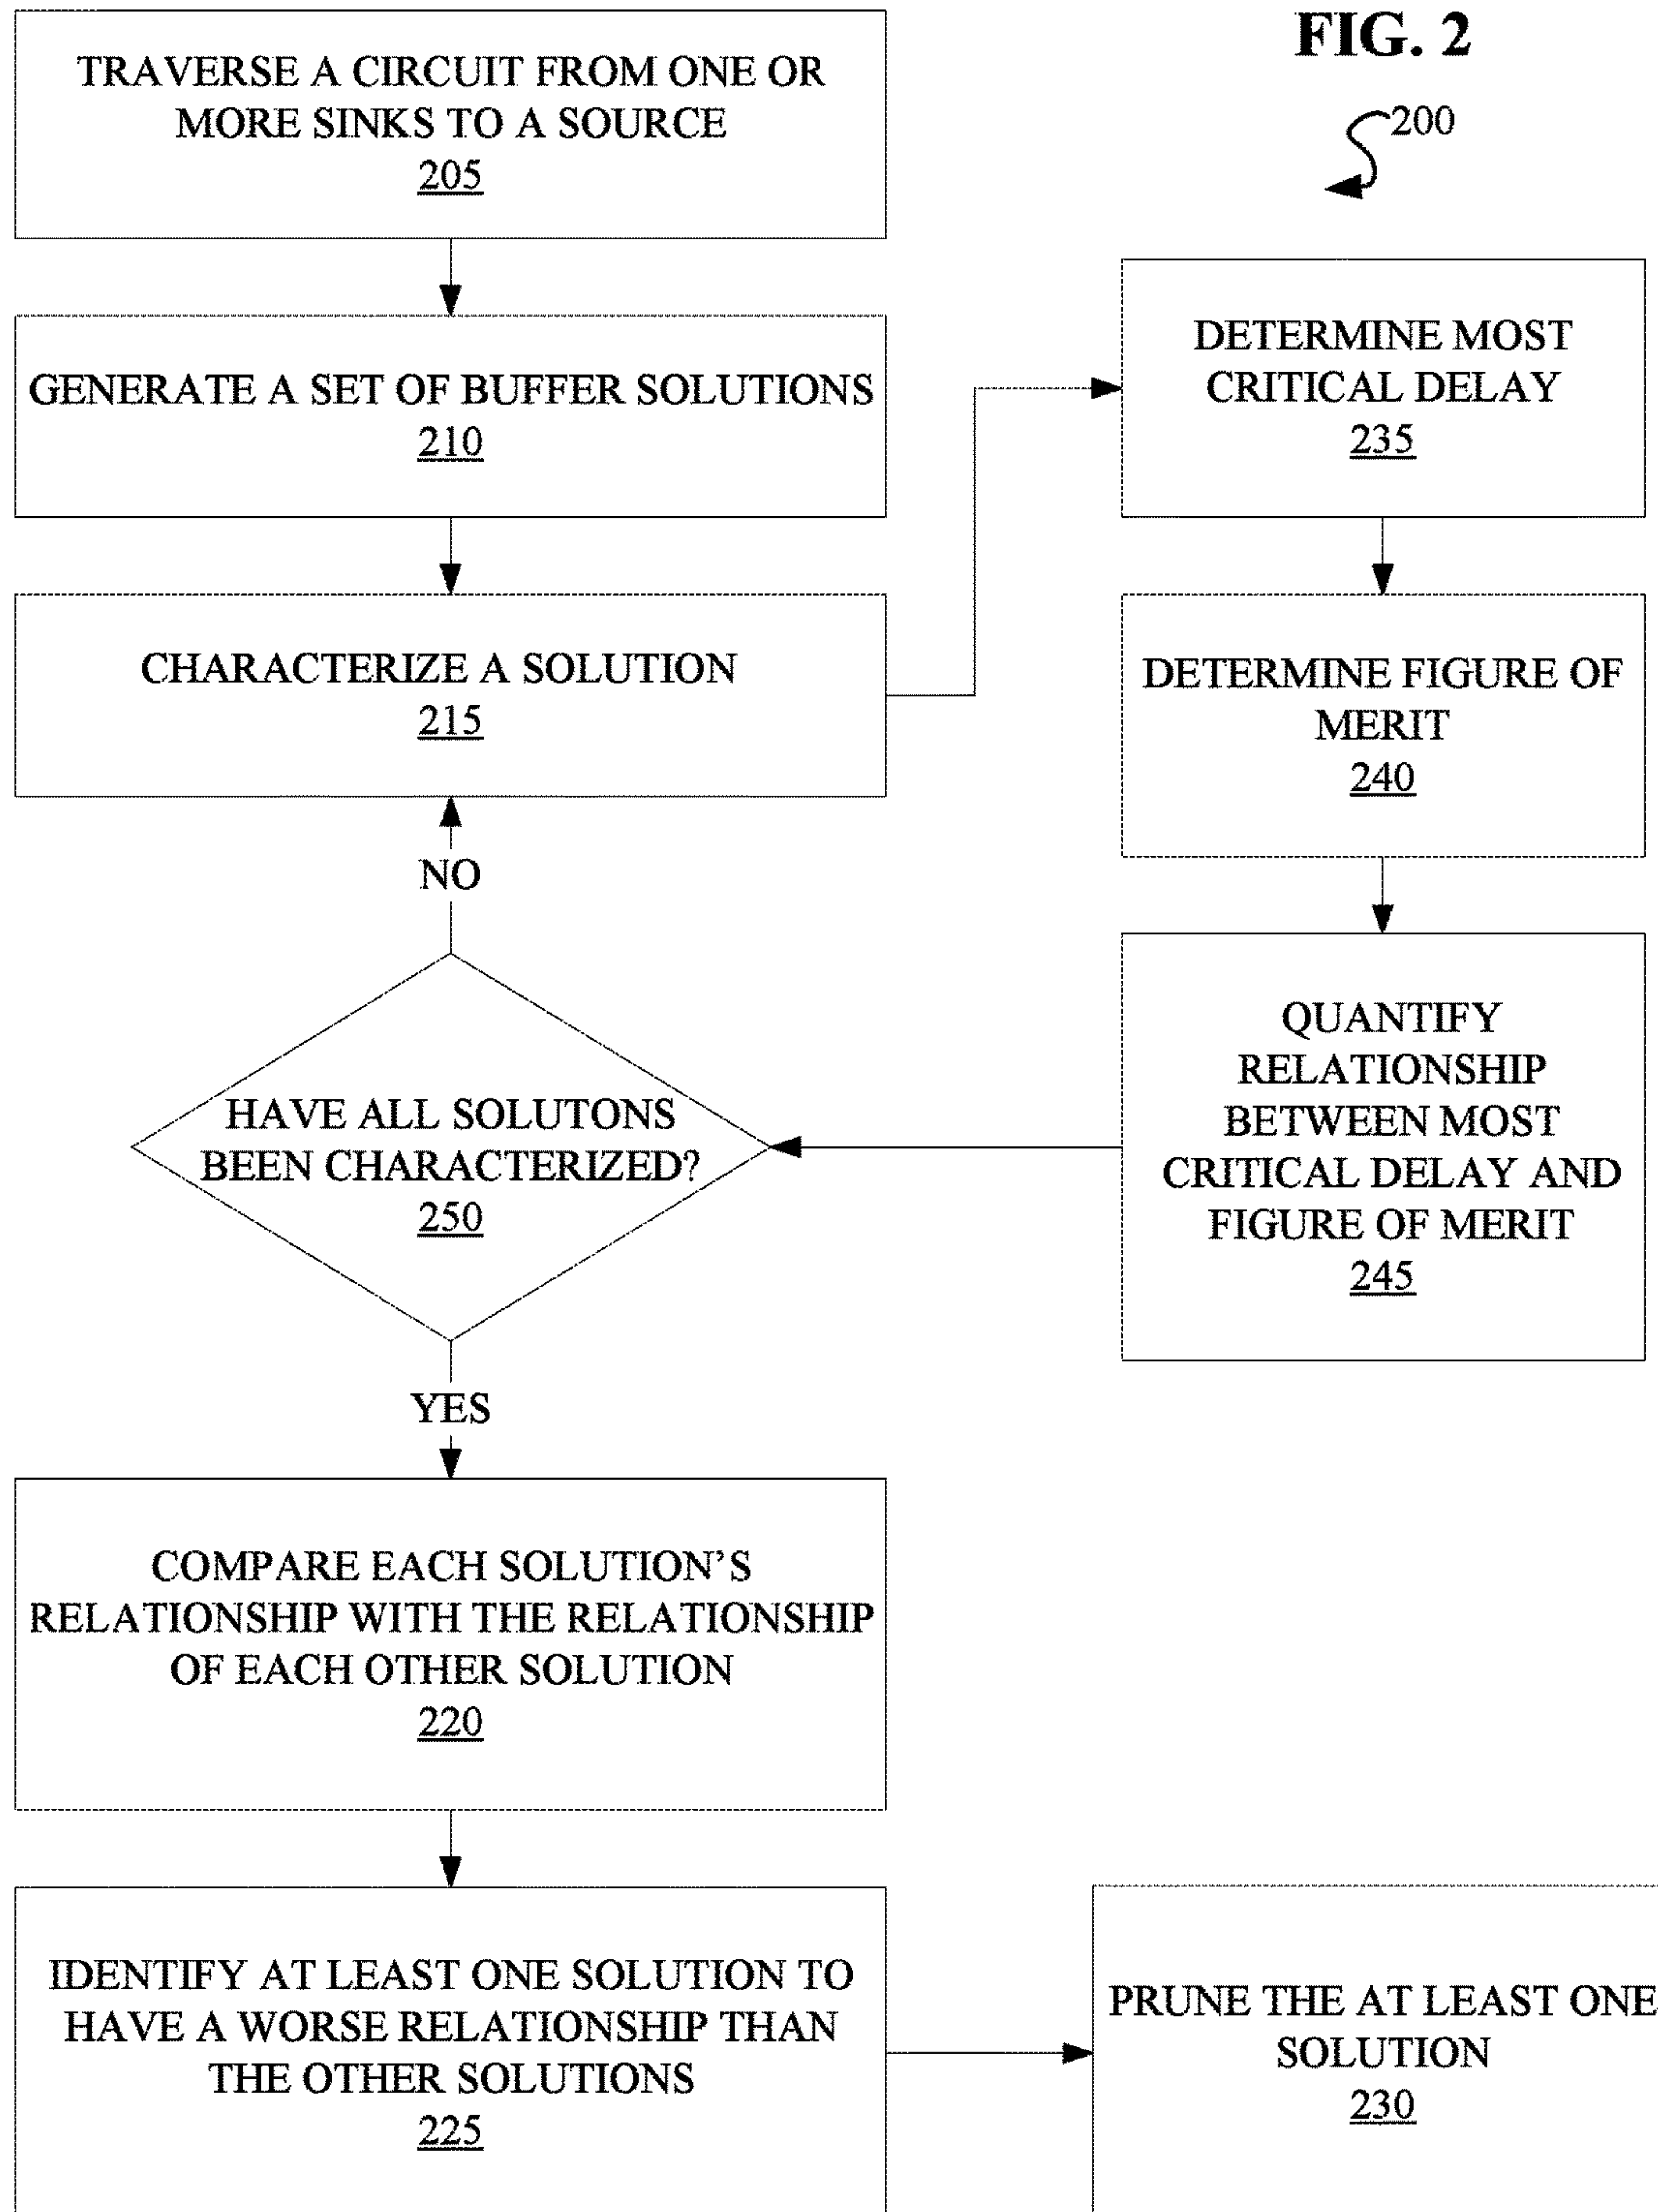 FIG. 2
200
TRAVERSE A CIRCUIT FROM ONE OR
MORE SINKS TO A SOURCE
205
GENERATE A SET OF BUFFER SOLUTIONS
210
CHARACTERIZE A SOLUTION
215
DETERMINE MOST
CRITICAL DELAY
235
DETERMINE FIGURE OF
MERIT
240
QUANTIFY
RELATIONSHIP
BETWEEN MOST
CRITICAL DELAY AND
FIGURE OF MERIT
245
NO
HAVE ALL SOLUTONS
BEEN CHARACTERIZED?
250
YES
COMPARE EACH SOLUTION’S
RELATIONSHIP WITH THE RELATIONSHIP
OF EACH OTHER SOLUTION
220
IDENTIFY AT LEAST ONE SOLUTION TO
HAVE A WORSE RELATIONSHIP THAN
THE OTHER SOLUTIONS
225
PRUNE THE AT LEAST ONE
SOLUTION
230